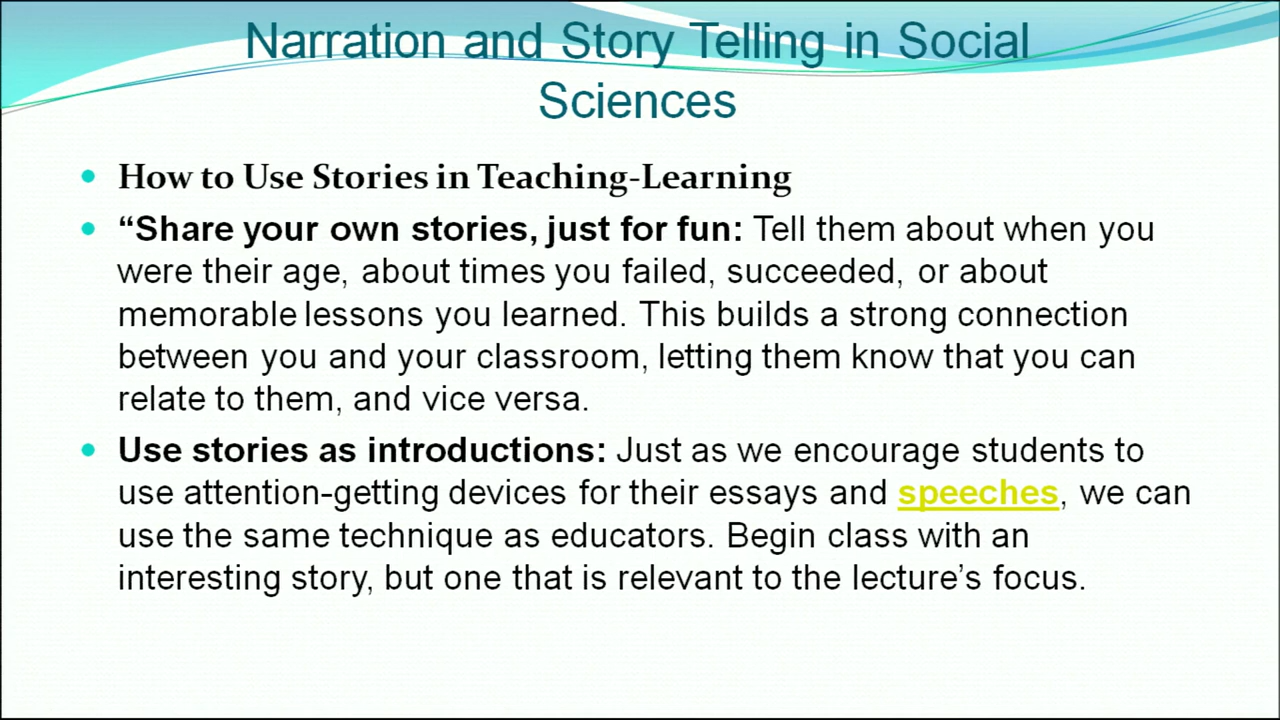 Narration and Story Telling in Social
Sciences
• How to Use Stories in Teaching-Learning
• “Share your own stories, just for fun: Tell them about when you
were their age, about times you failed, succeeded, or about
memorable lessons you learned. This builds a strong connection
between you and your classroom, letting them know that you can
relate to them, and vice versa.
• Use stories as introductions: Just as we encourage students to
use attention-getting devices for their essays and speeches, we can
use the same technique as educators. Begin class with an
interesting story, but one that is relevant to the lecture’s focus.